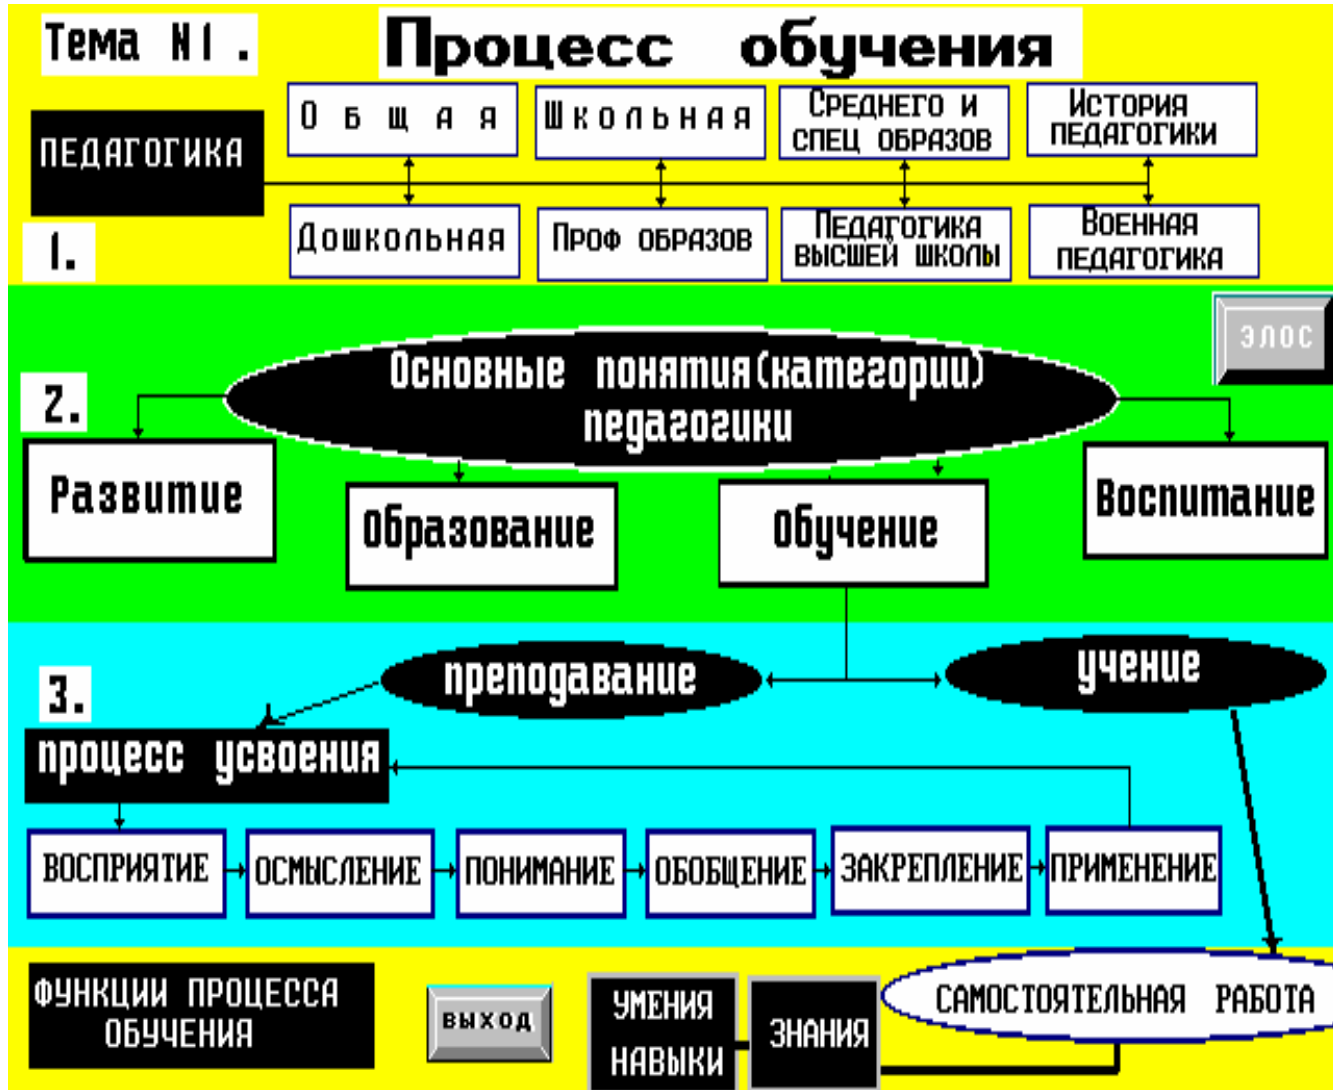 Тема N1. Процесс обучения
ПЕДАГОГИКА
Общая
Школьная
Среднего и
спец образов
История
педагогики
Дошкольная
Проф образов
Педагогика
высшей школы
Военная
педагогика
1.
ЭЛОС
2.
Основные понятия(категории)
педагогики
Развитие
Образование
Обучение
Воспитание
3.
преподавание
учение
процесс усвоения
ВОСПРИЯТИЕ
ОСМЫСЛЕНИЕ
ПОНИМАНИЕ
ОБОБЩЕНИЕ
ЗАКРЕПЛЕНИЕ
ПРИМЕНЕНИЕ
ФУНКЦИИ ПРОЦЕССА
ОБУЧЕНИЯ
ВЫХОД
УМЕНИЯ
НАВЫКИ
ЗНАНИЯ
САМОСТОЯТЕЛЬНАЯ РАБОТА